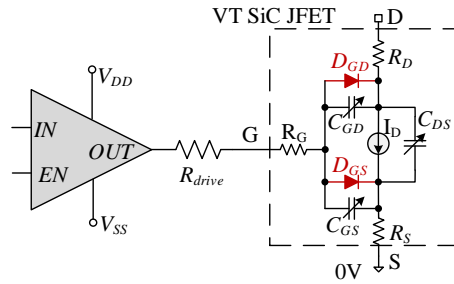 VT SiC JFET
D
V_DD
R_D
D_GD
IN
G
R_G
C_GD
I_D
C_DS
OUT
R_drive
EN
D_GS
C_GS
R_S
V_SS
0V
S